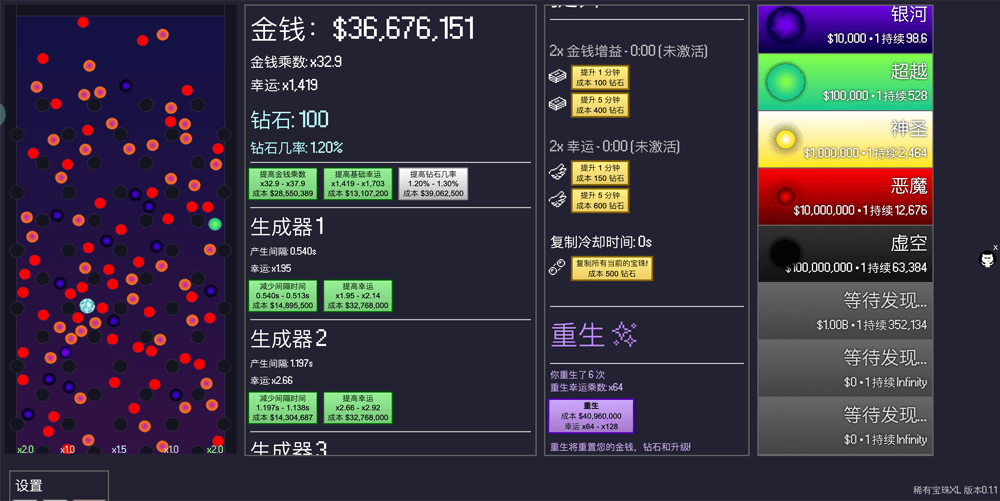 x2.0
x1.0
x1.5
x1.0
x2.0
金钱：$36,676,151
金钱乘数: x32.9
幸运: x1,419
钻石: 100
钻石几率: 1.20%
提高金钱乘数
x32.9 - x37.9
成本 $28,550,389
提高基础幸运
x1,419 - x1,703
成本 $13,107,200
提高钻石几率
1.20% - 1.30%
成本 $39,062,500
生成器 1
产生间隔: 0.540s
幸运: x1.95
减少间隔时间
0.540s - 0.513s
成本 $14,895,500
提高幸运
x1.95 - x2.14
成本 $32,768,000
生成器 2
产生间隔: 1.197s
幸运: x2.66
减少间隔时间
1.197s - 1.138s
成本 $14,304,687
提高幸运
x2.66 - x2.92
成本 $32,768,000
生成器 3
2x 金钱增益 - 0:00 (未激活)
提升 1 分钟
成本 100 钻石
提升 5 分钟
成本 400 钻石
2x 幸运 - 0:00 (未激活)
提升 1 分钟
成本 150 钻石
提升 5 分钟
成本 600 钻石
复制冷却时间: 0s
复制所有当前的宝珠!
成本 500 钻石
重生
你重生了 6 次
重生幸运乘数: x64
重生
成本 $40,960,000
幸运 x64 - x128
重生将重置您的金钱，钻石和升级!
银河
$10,000 • 1 持续 98.6
超越
$100,000 • 1 持续 528
神圣
$1,000,000 • 1 持续 2,464
恶魔
$10,000,000 • 1 持续 12,676
虚空
$100,000,000 • 1 持续 63,384
等待发现...
$1.00B • 1 持续 352,134
等待发现...
$0 • 1 持续 Infinity
等待发现...
$0 • 1 持续 Infinity
x
设置
稀有宝珠XL 版本0.1.1